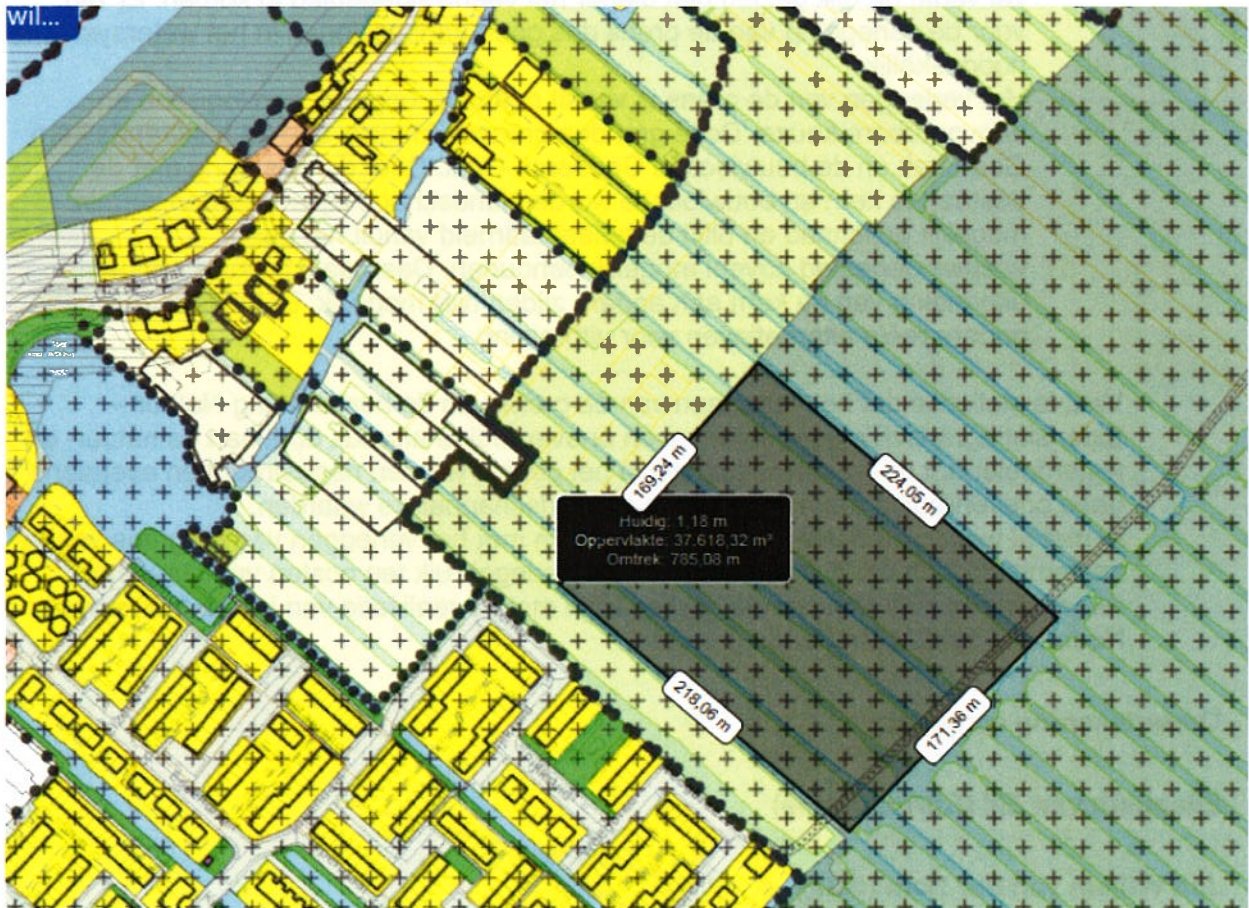 wil...
169,24 m
224,05 m
Huidig: 1,18 m
Oppervlakte: 37.618,32 m²
Omtrek: 785,08 m
218,06 m
171,36 m